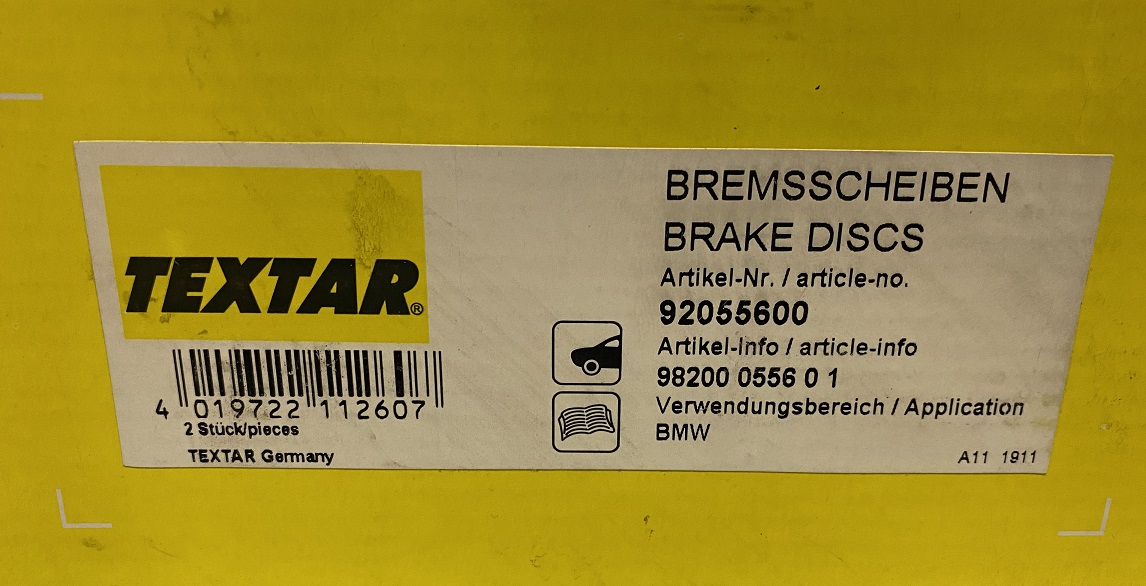 TEXTAR®
4 019722 112607
2 Stück/pieces
TEXTAR Germany
BREMSSCHEIBEN
BRAKE DISCS
Artikel-Nr. / article-no.
92055600
Artikel-Info / article-info
98200 0556 0 1
Verwendungsbereich / Application
BMW
A11 1911